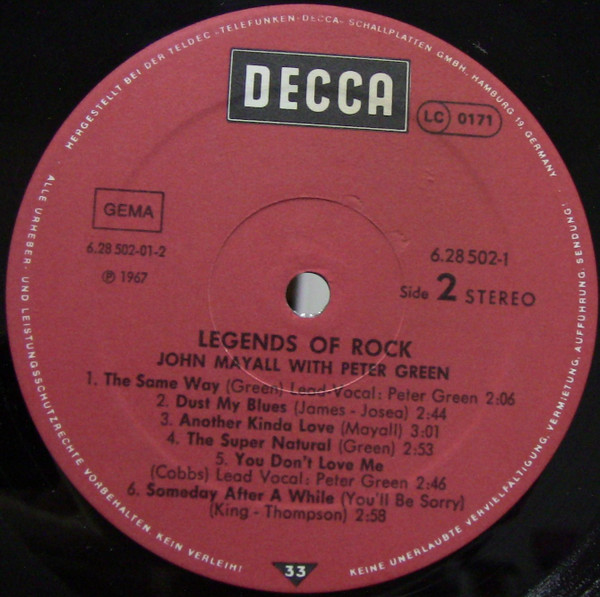 HERGESTELLT BEI DER TELDEC »TELEFUNKEN-DECCA« SCHALLPLATTEN GMBH, HAMBURG 19, GERMANY
DECCA
LC 0171
GEMA
6.28 502-01-2
℗ 1967
6.28 502-1
Side 2 STEREO
LEGENDS OF ROCK
JOHN MAYALL WITH PETER GREEN
1. The Same Way (Green) Lead-Vocal: Peter Green 2:06
2. Dust My Blues (James - Josea) 2:44
3. Another Kinda Love (Mayall) 3:01
4. The Super Natural (Green) 2:53
5. You Don't Love Me
(Cobbs) Lead Vocal: Peter Green 2:46
6. Someday After A While (You'll Be Sorry)
(King - Thompson) 2:58
33
ALLE URHEBER- UND LEISTUNGSSCHUTZRECHTE VORBEHALTEN. KEIN VERLEIH!
KEINE UNERLAUBTE VERVIELFÄLTIGUNG, VERMIETUNG, AUFFÜHRUNG, SENDUNG!